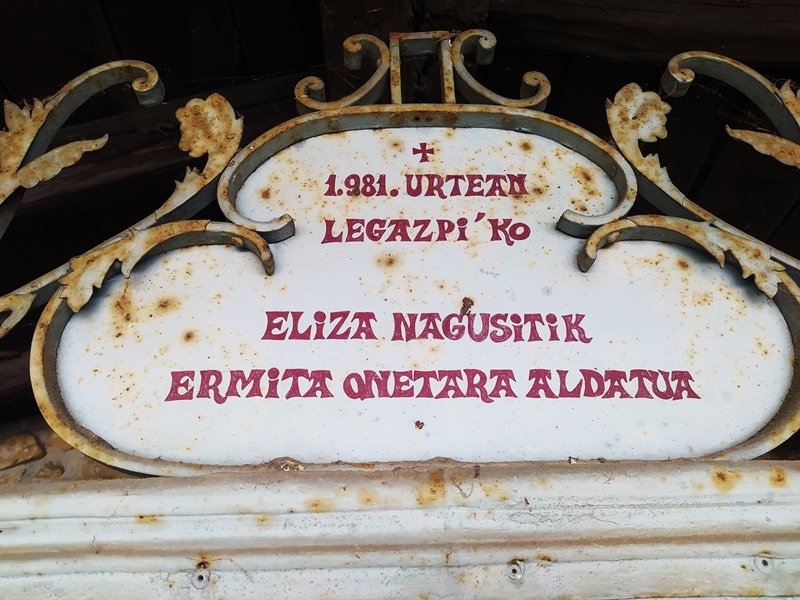 1.981. URTEAN
LEGAZPI´KO
ELIZA NAGUSITIK
ERMITA ONETARA ALDATUA